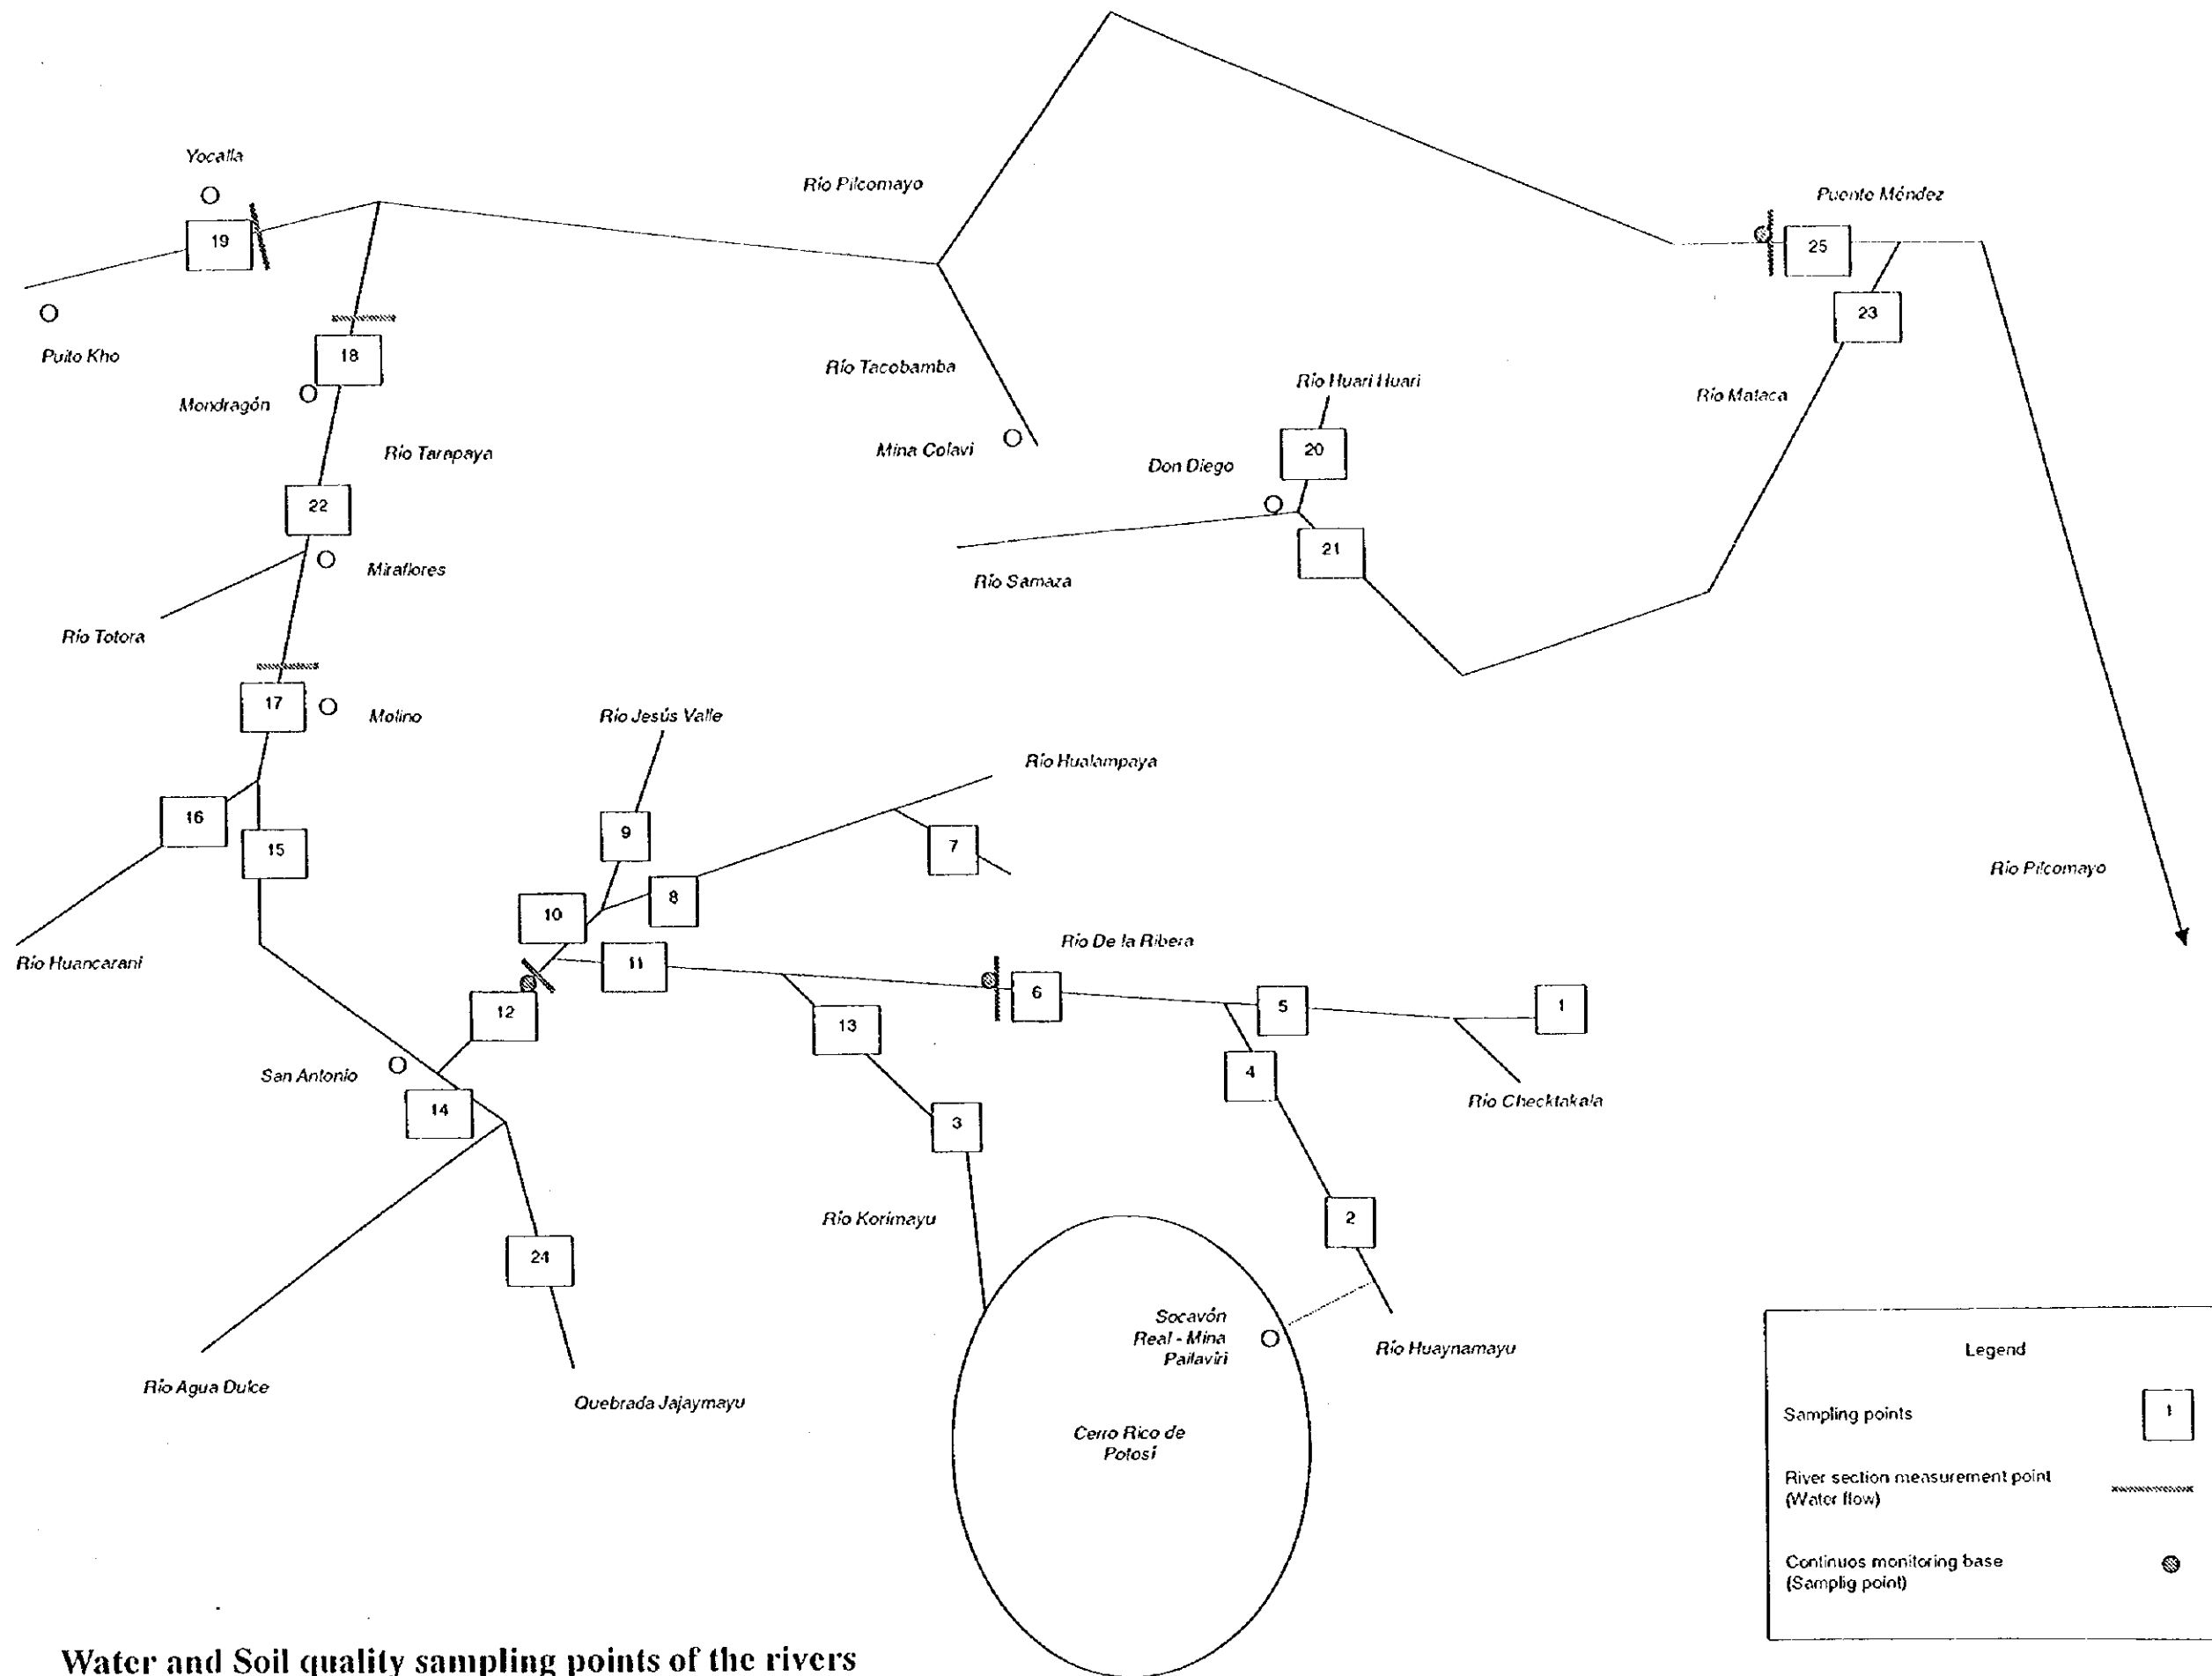 Yocalla
19
Puito Kho
18
Mondragón
Río Tarapaya
22
Miraflores
Río Totora
17
Molino
16
15
Río Huancarani
Río Pilcomayo
Río Tacobamba
Mina Colavi
Río Huari Huari
20
Don Diego
21
Río Samaza
Puente Méndez
25
23
Río Mataca
Río Pilcomayo
Río Jesús Valle
Río Hualampaya
9
7
8
10
11
Río De la Ribera
6
5
1
12
13
4
Río Checktakala
San Antonio
14
3
2
Río Korimayu
24
Río Agua Dulce
Quebrada Jajaymayu
Socavón
Real - Mina
Pailaviri
Río Huaynamayu
Cerro Rico de
Potosí
Legend
Sampling points
1
River section measurement point
(Water flow)
Continuos monitoring base
(Samplig point)
Water and Soil quality sampling points of the rivers